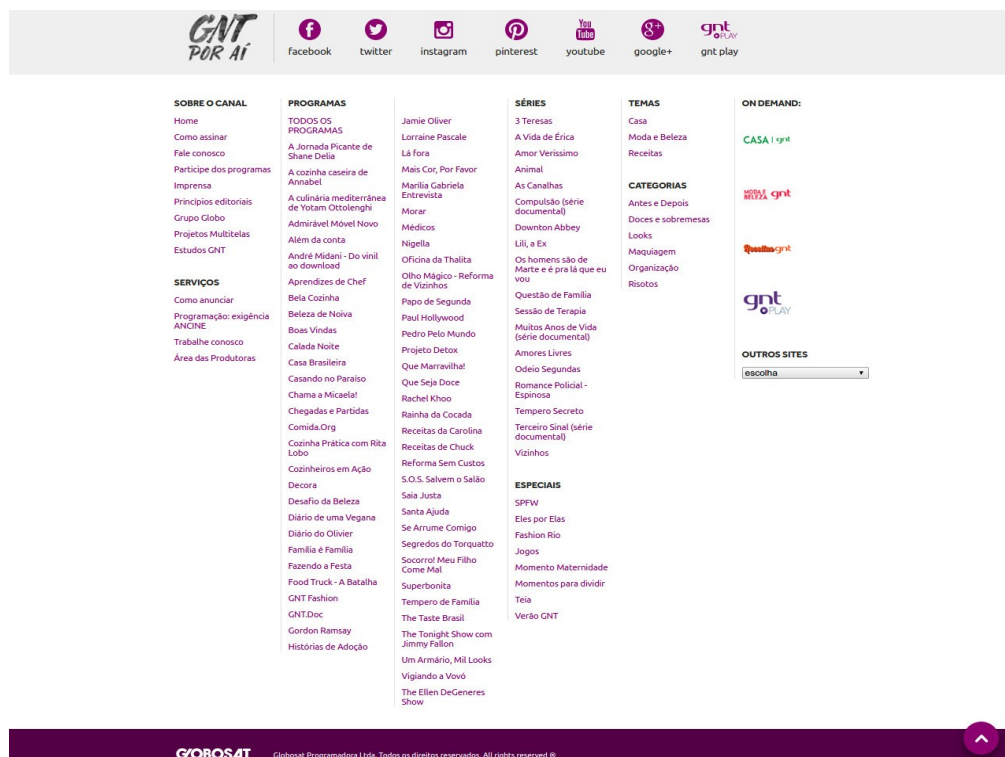 GNT
POR AÍ
facebook
twitter
instagram
pinterest
You
Tube
youtube
g+
google+
gnt
PLAY
gnt play
SOBRE O CANAL
Home
Como assinar
Fale conosco
Participe dos programas
Imprensa
Princípios editoriais
Grupo Globo
Projetos Multitelas
Estudos GNT
SERVIÇOS
Como anunciar
Programação: exigência
ANCINE
Trabalhe conosco
Área das Produtoras
PROGRAMAS
TODOS OS
PROGRAMAS
A Jornada Picante de
Shane Delia
A cozinha caseira de
Annabel
A culinária mediterrânea
de Yotam Ottolenghi
Admirável Móvel Novo
Além da conta
André Midani - Do vinil
ao download
Aprendizes de Chef
Bela Cozinha
Beleza de Noiva
Boas Vindas
Calada Noite
Casa Brasileira
Casando no Paraíso
Chama a Micaela!
Chegadas e Partidas
Comida.Org
Cozinha Prática com Rita
Lobo
Cozinheiros em Ação
Decora
Desafio da Beleza
Diário de uma Vegana
Diário do Olivier
Família é Família
Fazendo a Festa
Food Truck - A Batalha
GNT Fashion
GNT.Doc
Gordon Ramsay
Histórias de Adoção
Jamie Oliver
Lorraine Pascale
Lá fora
Mais Cor, Por Favor
Marília Gabriela
Entrevista
Morar
Médicos
Nigella
Oficina da Thalita
Olho Mágico - Reforma
de Vizinhos
Papo de Segunda
Paul Hollywood
Pedro Pelo Mundo
Projeto Detox
Que Marravilha!
Que Seja Doce
Rachel Khoo
Rainha da Cocada
Receitas da Carolina
Receitas de Chuck
Reforma Sem Custos
S.O.S. Salvem o Salão
Saia Justa
Santa Ajuda
Se Arrume Comigo
Segredos do Torquatto
Socorro! Meu Filho
Come Mal
Superbonita
Tempero de Família
The Taste Brasil
The Tonight Show com
Jimmy Fallon
Um Armário, Mil Looks
Vigiando a Vovó
The Ellen DeGeneres
Show
SÉRIES
3 Teresas
A Vida de Érica
Amor Veríssimo
Animal
As Canalhas
Compulsão (série
documental)
Downton Abbey
Lili, a Ex
Os homens são de
Marte e é pra lá que eu
vou
Questão de Família
Sessão de Terapia
Muitos Anos de Vida
(série documental)
Amores Livres
Odeio Segundas
Romance Policial -
Espinosa
Tempero Secreto
Terceiro Sinal (série
documental)
Vizinhos
ESPECIAIS
SPFW
Eles por Elas
Fashion Rio
Jogos
Momento Maternidade
Momentos para dividir
Teia
Verão GNT
TEMAS
Casa
Moda e Beleza
Receitas
CATEGORIAS
Antes e Depois
Doces e sobremesas
Looks
Maquiagem
Organização
Risotos
ON DEMAND:
CASA | gnt
MODA E
BELEZA gnt
Receitas gnt
gnt
PLAY
OUTROS SITES
escolha
GLOBOSAT
Globosat Programadora Ltda. Todos os direitos reservados. All rights reserved ®